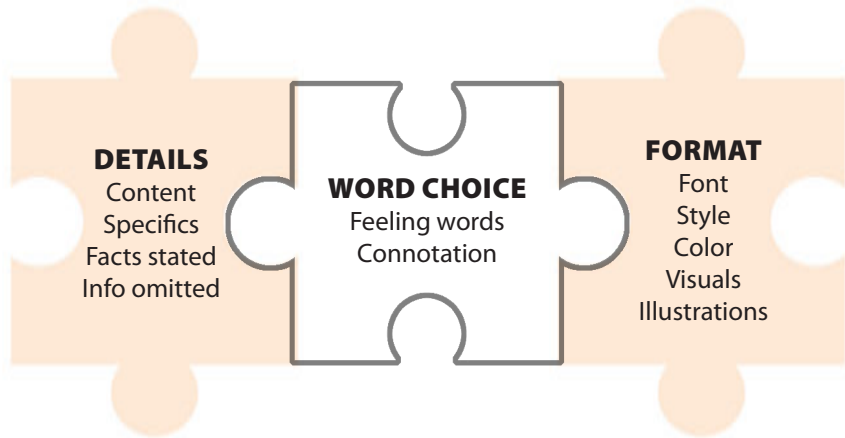 DETAILS
Content
Specifics
Facts stated
Info omitted
WORD CHOICE
Feeling words
Connotation
FORMAT
Font
Style
Color
Visuals
Illustrations